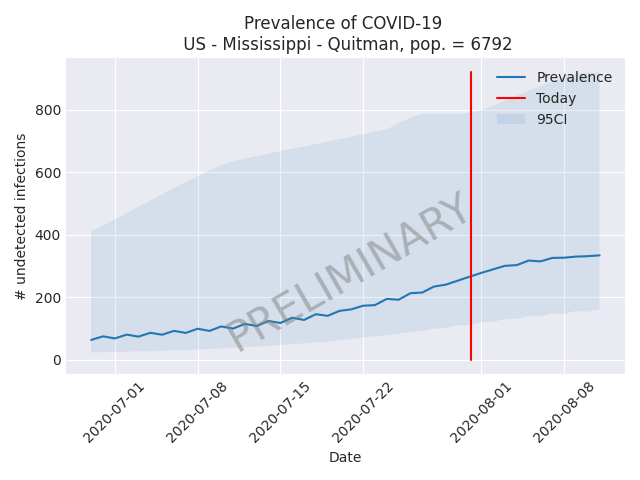 Prevalence of COVID-19
US - Mississippi - Quitman, pop. = 6792
Prevalence
Today
95CI
800
600
400
200
0
# undetected infections
PRELIMINARY
2020-07-01
2020-07-08
2020-07-15
2020-07-22
2020-08-01
2020-08-08
Date